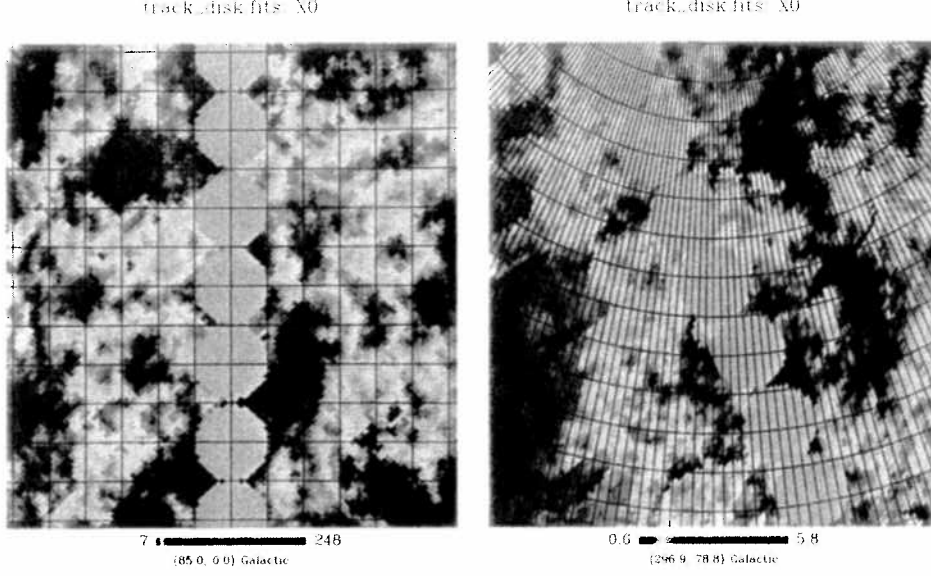 track_disk.fits: X0
track_disk.fits: X0
7 248
(85.0, 0.0) Galactic
0.6 5.8
(296.9, 78.8) Galactic